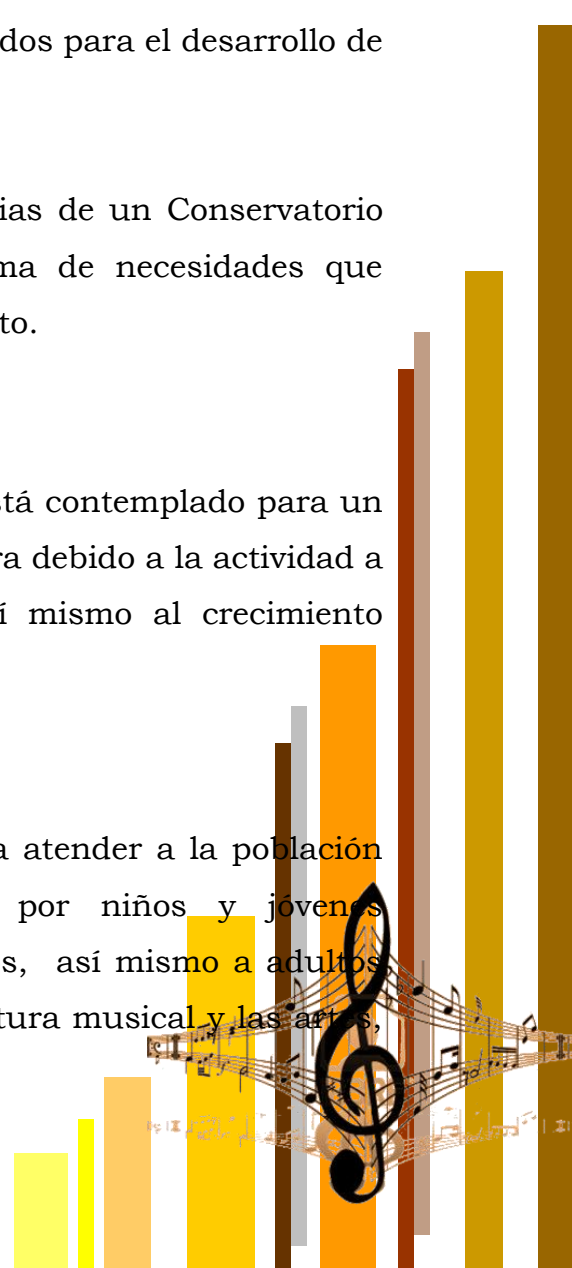 dos para el desarrollo de
ias de un Conservatorio
ma de necesidades que
to.
stá contemplado para un
ra debido a la actividad a
í mismo al crecimiento
a atender a la población
por niños y jóvenes
s, así mismo a adultos,
tura musical y las artes,